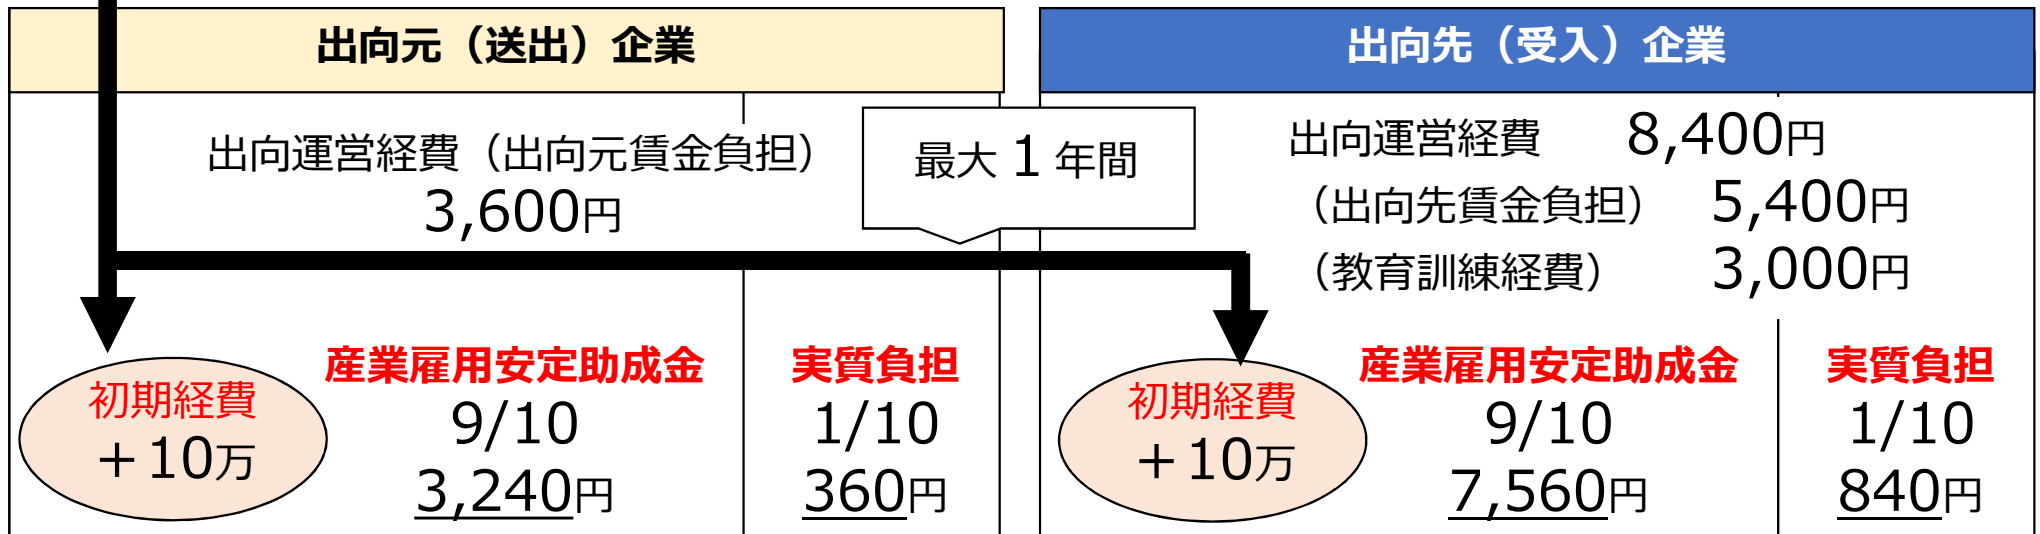 出向元（送出）企業
出向運営経費（出向元賃金負担）
3,600円
最大 1 年間
初期経費
＋10万
産業雇用安定助成金
9/10
3,240円
実質負担
1/10
360円
出向先（受入）企業
出向運営経費 8,400円
（出向先賃金負担） 5,400円
（教育訓練経費） 3,000円
初期経費
＋10万
産業雇用安定助成金
9/10
7,560円
実質負担
1/10
840円